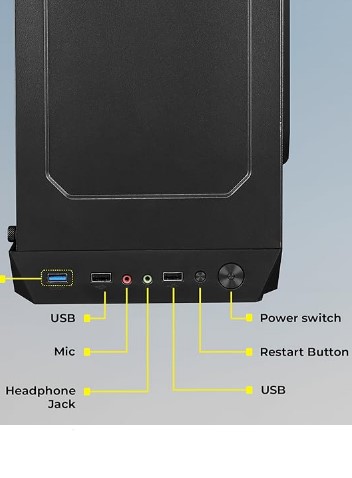 USB
Power switch
Mic
Restart Button
Headphone
Jack
USB